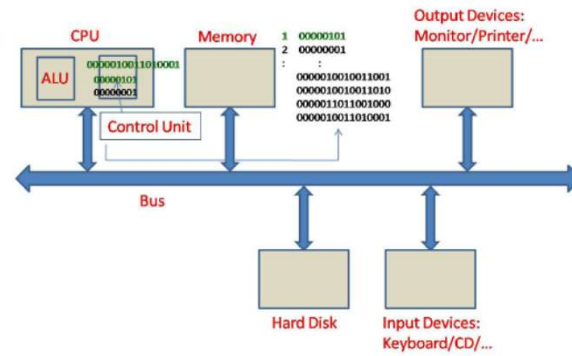 CPU
Memory
1 00000101
2 00000001
: :
0000010010011001
0000010010011010
0000011011001000
0000010011010001
Output Devices:
Monitor/Printer/...
0000010011010001
ALU
00000101
00000001
Control Unit
Bus
Hard Disk
Input Devices:
Keyboard/CD/...